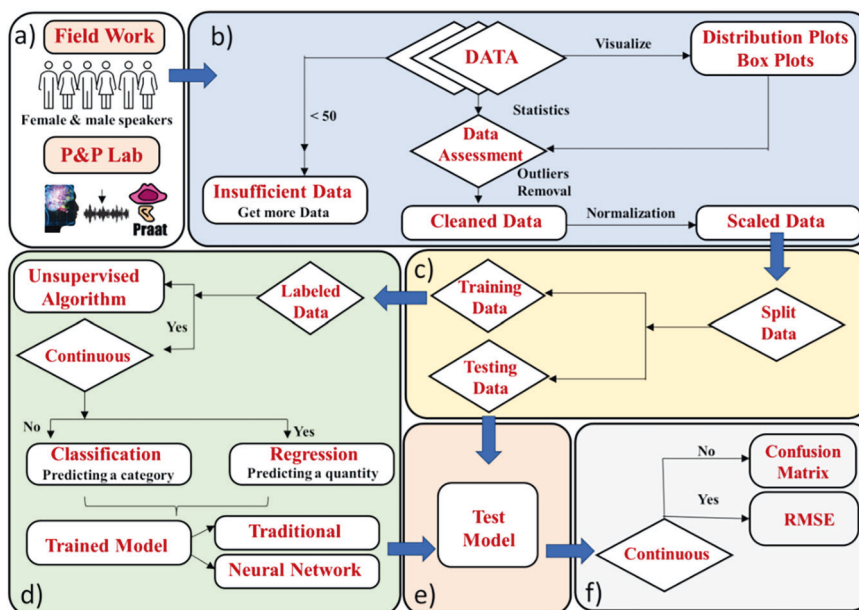 a)
Field Work
Female & male speakers
P&P Lab
Praat
b)
DATA
Visualize
Distribution Plots
Box Plots
< 50
Statistics
Data
Assessment
Insufficient Data
Get more Data
Outliers
Removal
Cleaned Data
Normalization
Scaled Data
c)
Training
Data
Testing
Data
Split
Data
Unsupervised
Algorithm
Labeled
Data
Yes
Continuous
No
Yes
Classification
Predicting a category
Regression
Predicting a quantity
Trained Model
Traditional
Neural Network
d)
Test
Model
e)
No
Confusion
Matrix
Yes
RMSE
Continuous
f)